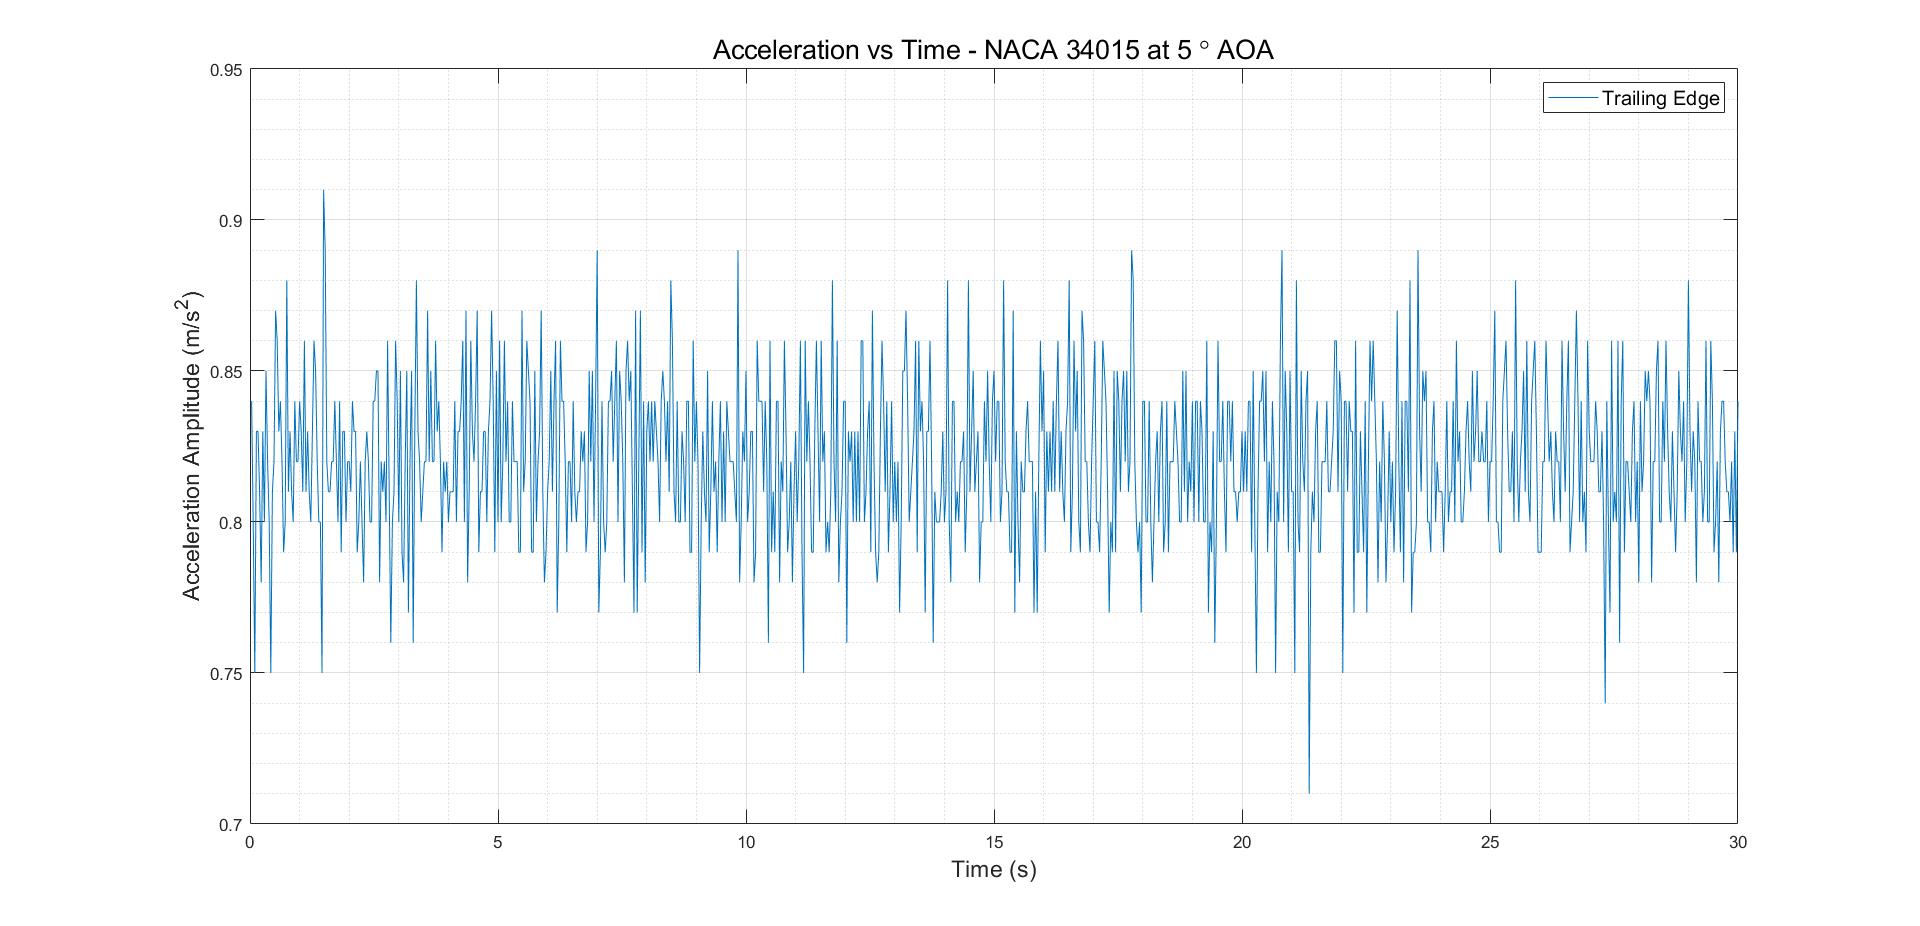 Acceleration vs Time - NACA 34015 at 5 ° AOA
0.95
Trailing Edge
0.9
0.85
0.8
0.75
0.7
Acceleration Amplitude (m/s²)
0 5 10 15 20 25 30
Time (s)